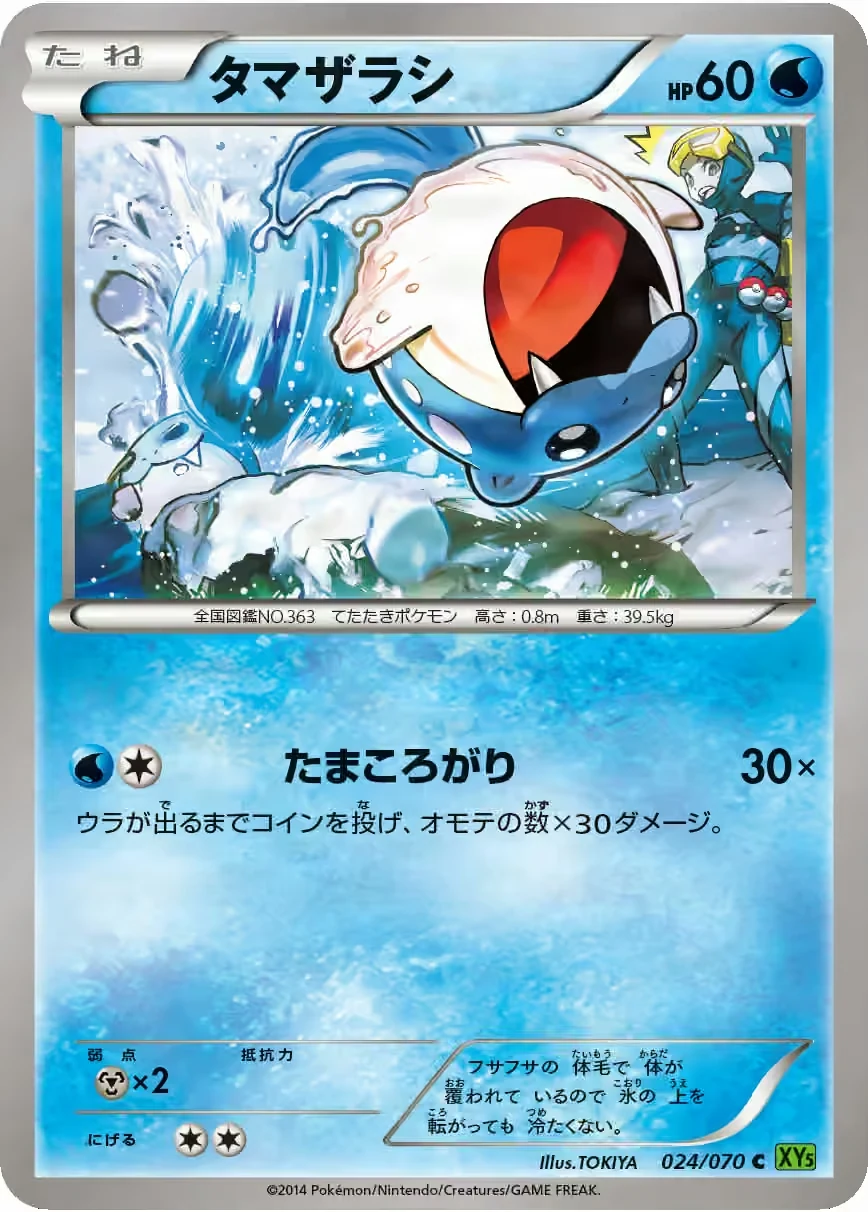 たね
タマザラシ
HP60
全国図鑑NO.363 てたたきポケモン 高さ：0.8m 重さ：39.5kg
たまころがり 30×
ウラが出るまでコインを投げ、オモテの数×30ダメージ。
弱点 抵抗力
×2
にげる
フサフサの 体毛で 体が
覆われて いるので 氷の 上を
転がっても 冷たくない。
Illus.TOKIYA 024/070 C XY5
©2014 Pokémon/Nintendo/Creatures/GAME FREAK.